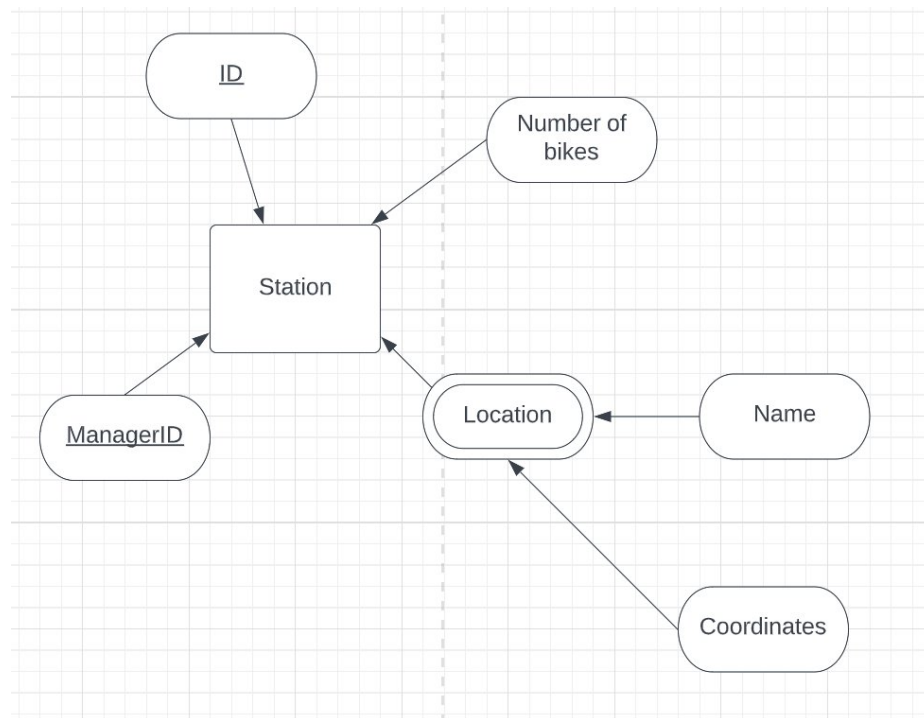 ID
Number of
bikes
Station
ManagerID
Location
Name
Coordinates